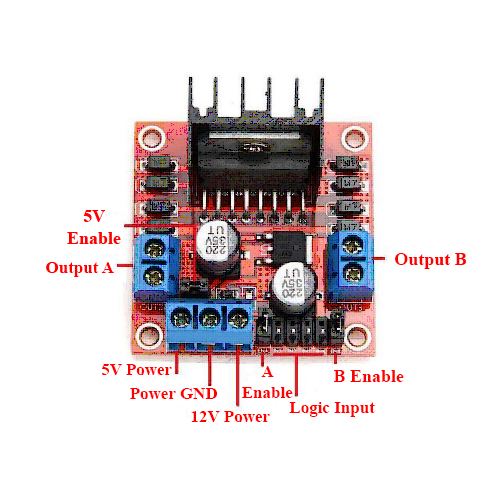 220
35V
UT
5V
Enable
Output A
220
35V
UT
Output B
5V Power
Power GND
12V Power
A
Enable
B Enable
Logic Input